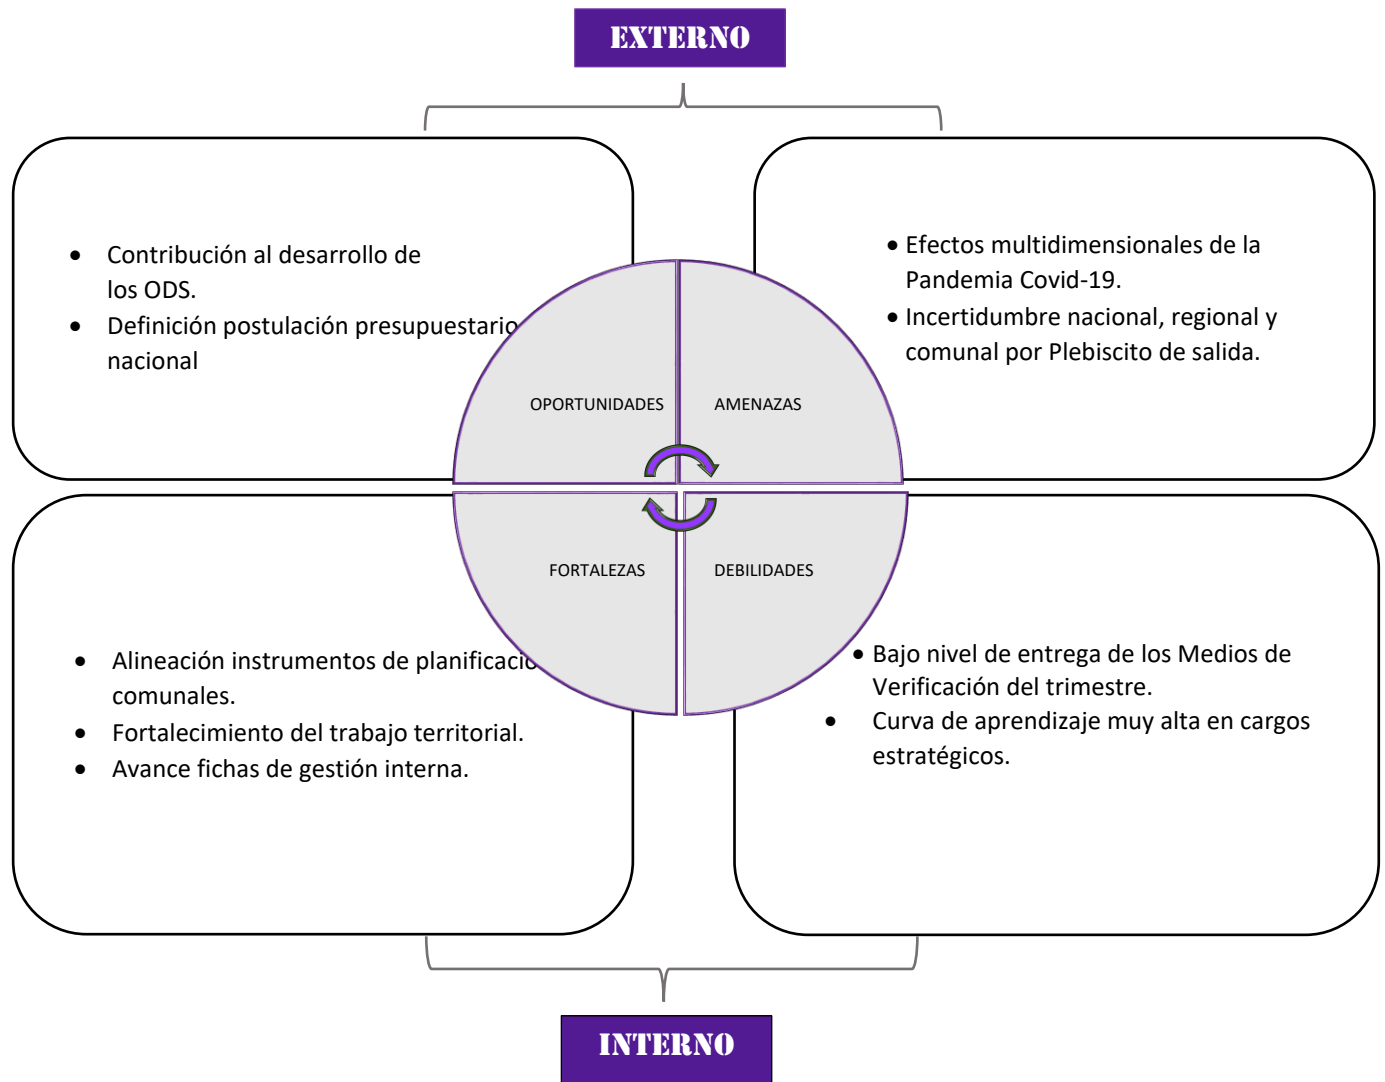 EXTERNO
• Contribución al desarrollo de
los ODS.
• Definición postulación presupuestario
nacional
• Efectos multidimensionales de la
Pandemia Covid-19.
• Incertidumbre nacional, regional y
comunal por Plebiscito de salida.
OPORTUNIDADES
AMENAZAS
FORTALEZAS
DEBILIDADES
• Alineación instrumentos de planificació
comunales.
• Fortalecimiento del trabajo territorial.
• Avance fichas de gestión interna.
• Bajo nivel de entrega de los Medios de
Verificación del trimestre.
• Curva de aprendizaje muy alta en cargos
estratégicos.
INTERNO